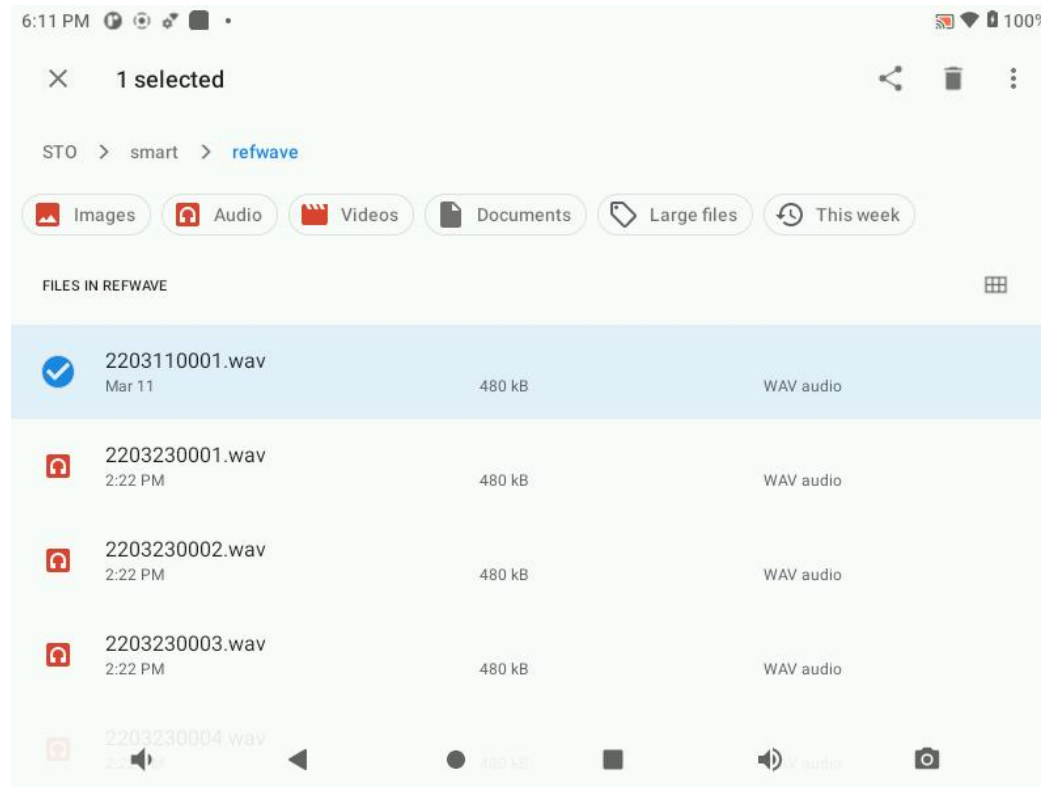 6:11 PM 100%
1 selected
STO > smart > refwave
Images Audio Videos Documents Large files This week
FILES IN REFWAVE
2203110001.wav
Mar 11 480 kB WAV audio
2203230001.wav
2:22 PM 480 kB WAV audio
2203230002.wav
2:22 PM 480 kB WAV audio
2203230003.wav
2:22 PM 480 kB WAV audio
2203230004.wav
480 kB audio